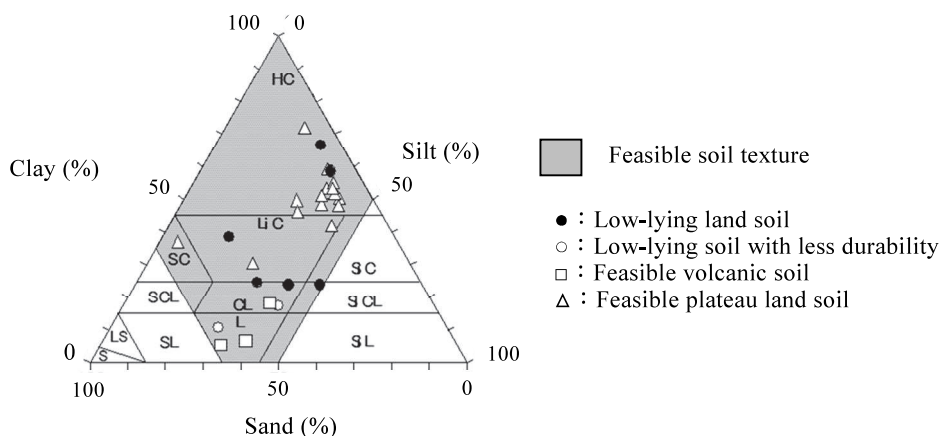 100 0
HC
Clay (%)
Silt (%)
50
50
LiC
SC
SiC
SCL
CL
SiCL
L
LS
SL
SiL
S
0
100
100
50
0
Sand (%)
Feasible soil texture
● : Low-lying land soil
○ : Low-lying soil with less durability
□ : Feasible volcanic soil
△ : Feasible plateau land soil